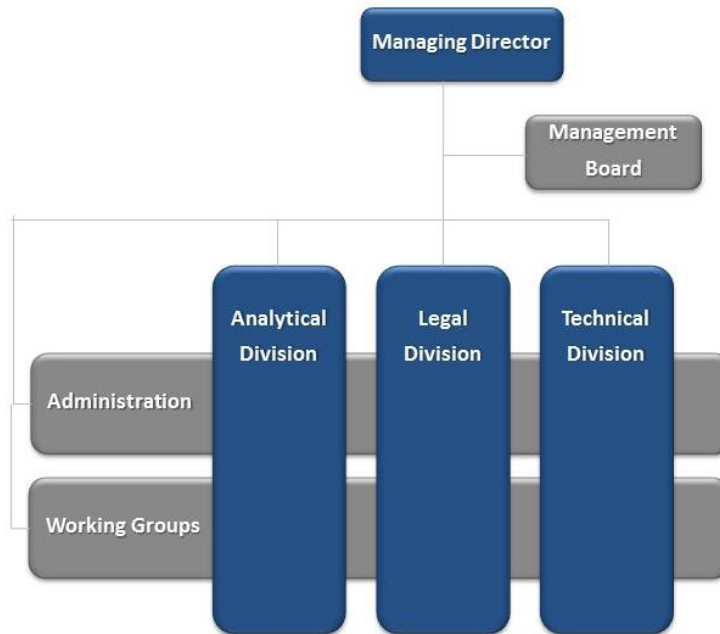 Managing Director
Management
Board
Analytical
Division
Legal
Division
Technical
Division
Administration
Working Groups